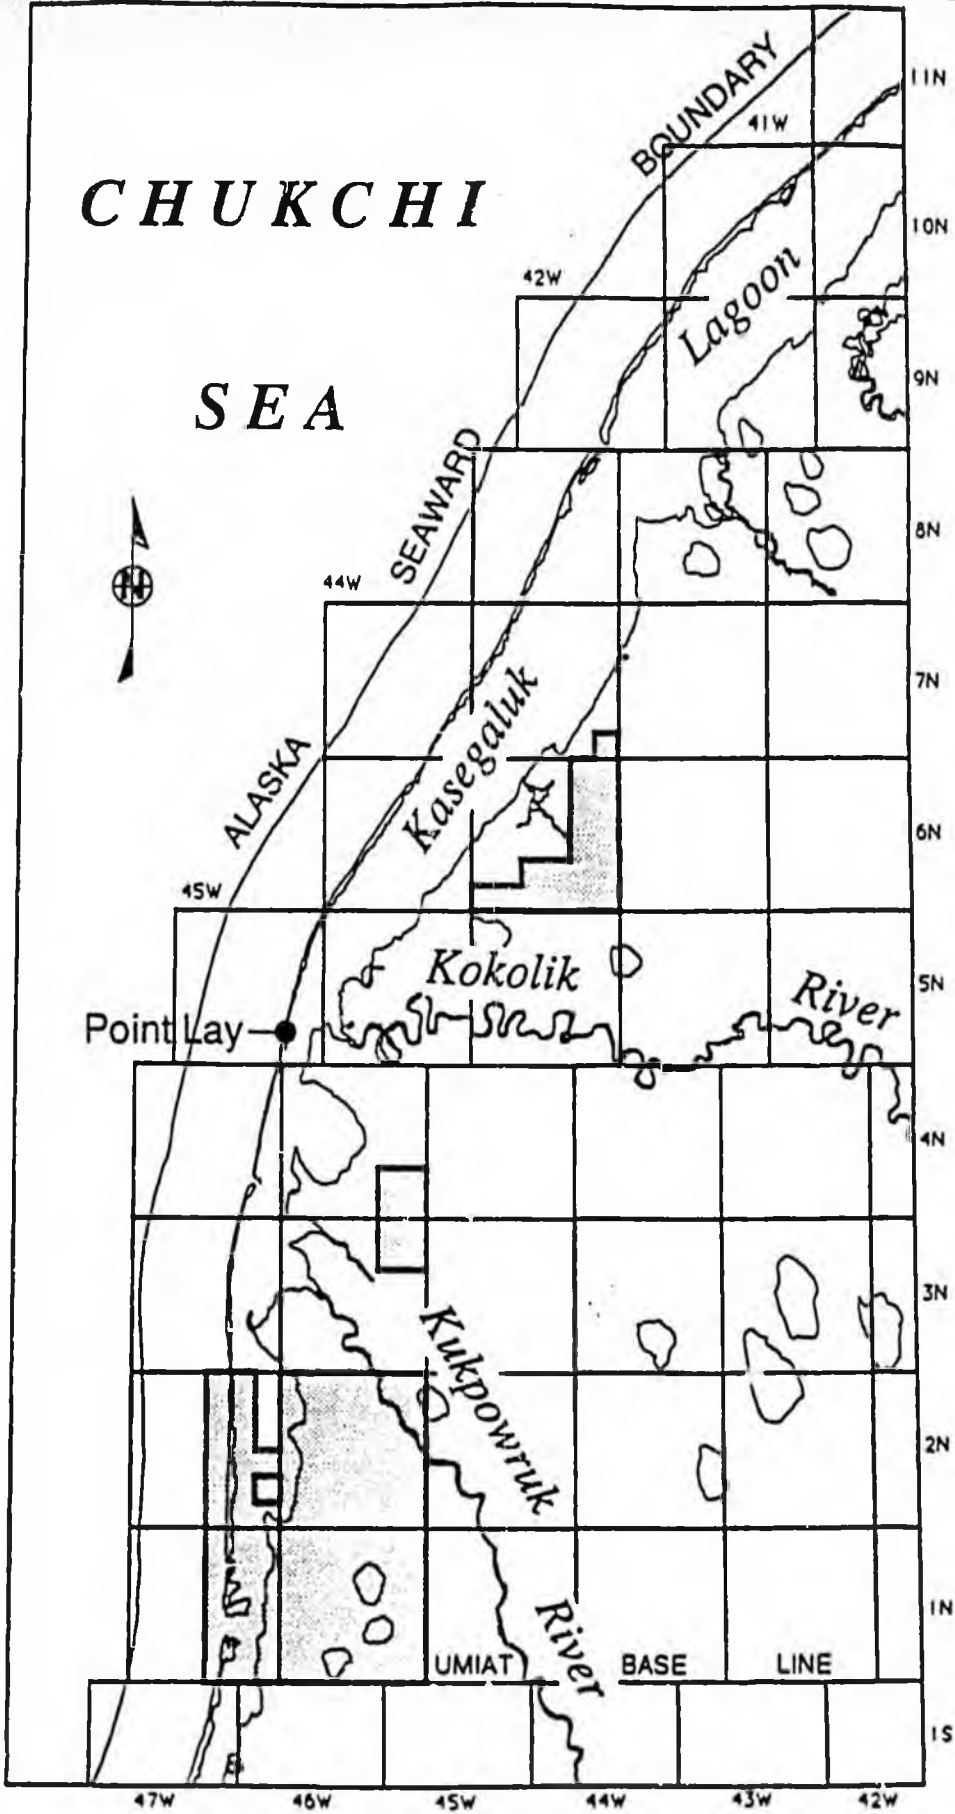 11N
BOUNDARY
41W
CHUKCHI
10N
42W
Lagoon
9N
SEA
SEAWARD
8N
N
44W
7N
Kasegaluk
ALASKA
6N
45W
Kokolik
River
5N
Point Lay
4N
3N
Kukpowruk
2N
1N
River
UMIAT BASE LINE
1S
47W 46W 45W 44W 43W 42W